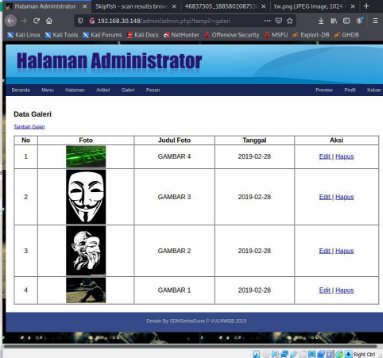 Halaman Administrator
Skipfish - scan results brow
46837305_1885802087
tw.png (JPEG Image, 1024
192.168.30.148/admin/admin.php?tampil=galeri
Kali Linux
Kali Tools
Kali Forums
Kali Docs
NetHunter
Offensive Security
MSFU
Exploit-DB
GHDB
Halaman Administrator
Beranda Menu Halaman Artikel Galeri Pesan Preview Profil Keluar
Data Galeri
Tambah Galeri
No Foto Judul Foto Tanggal Aksi
1 GAMBAR 4 2019-02-28 Edit | Hapus
2 GAMBAR 3 2019-02-28 Edit | Hapus
3 GAMBAR 2 2019-02-28 Edit | Hapus
4 GAMBAR 1 2019-02-28 Edit | Hapus
Desain By SDMSerbaGuna © VULNWEB 2018
Right Ctrl